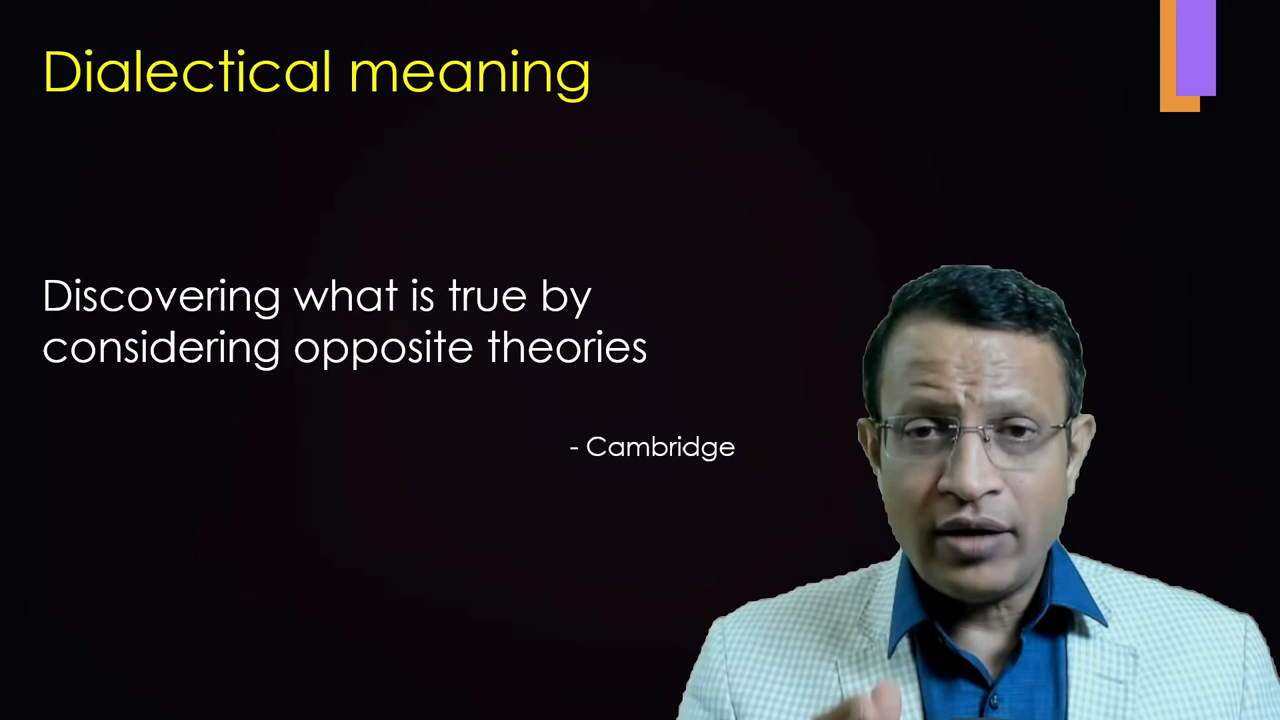 Dialectical meaning
Discovering what is true by
considering opposite theories
- Cambridge